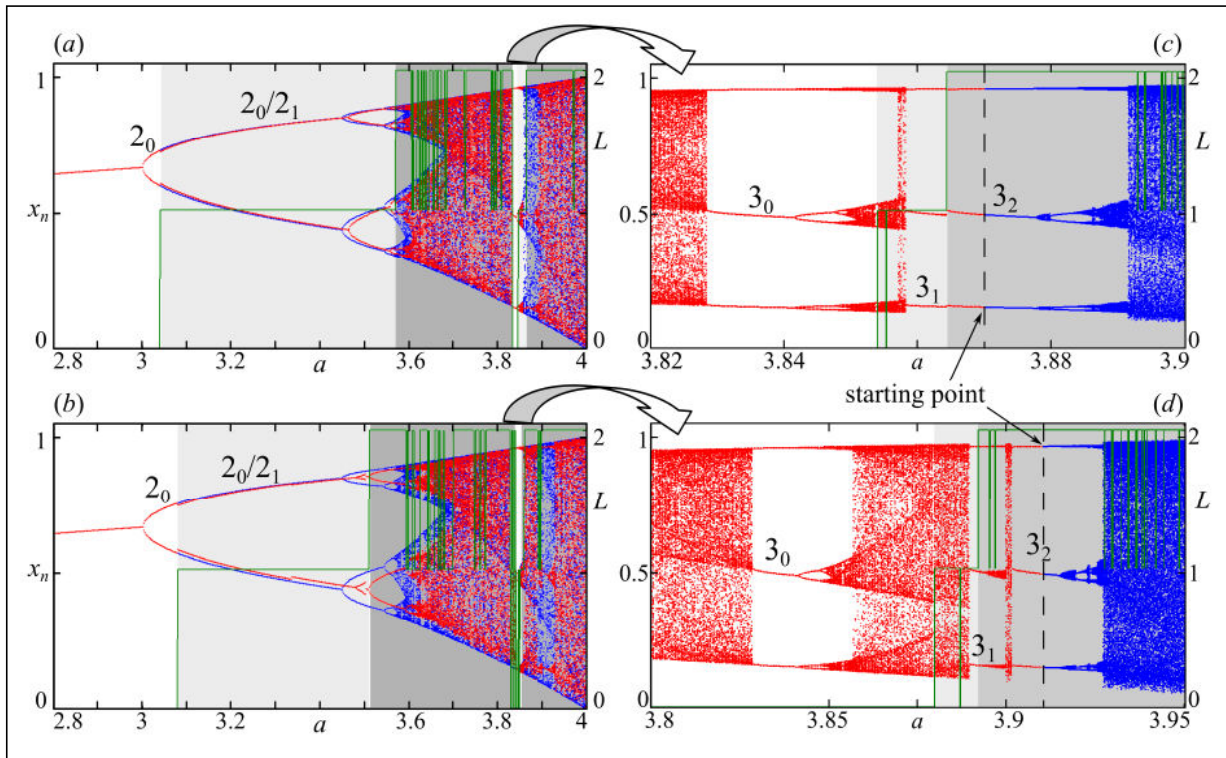 (a)
1
2₀
2₀/2₁
xₙ
0
2.8 3 3.2 3.4 3.6 3.8 4
a
2
L
1
0
(c)
1
0.5
0
3₀
3₁
3₂
3.82 3.84 a 3.88 3.9
2
L
1
0
starting point
(b)
1
2₀
2₀/2₁
xₙ
0
2.8 3 3.2 a 3.4 3.6 3.8 4
2
L
1
0
(d)
1
0.5
0
3₀
3₁
3₂
3.8 3.85 a 3.9 3.95
2
L
1
0